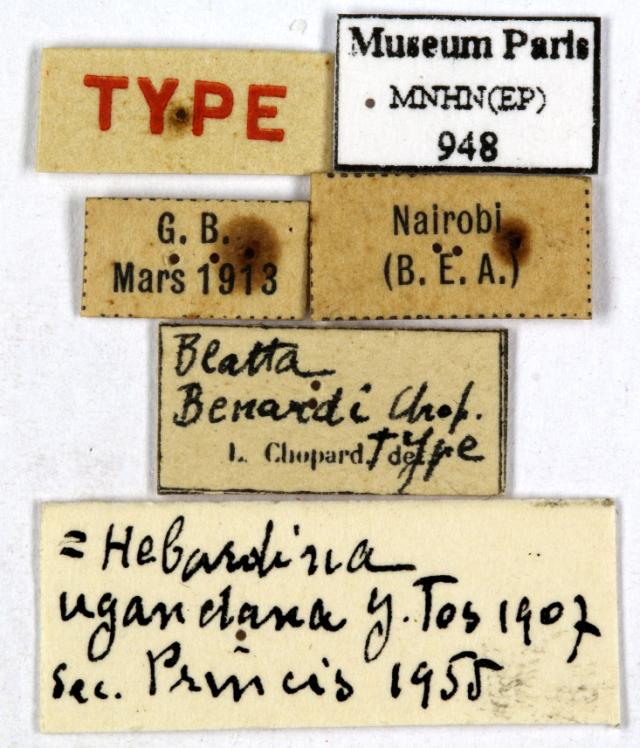 TYPE
Museum Paris
MNHN(EP)
948
G. B.
Mars 1913
Nairobi
(B. E. A.)
Blatta
Benardi Chop.
type
L. Chopard, det.
= Hebardina
ugandana G. Tos 1907
sec. Princis 1955